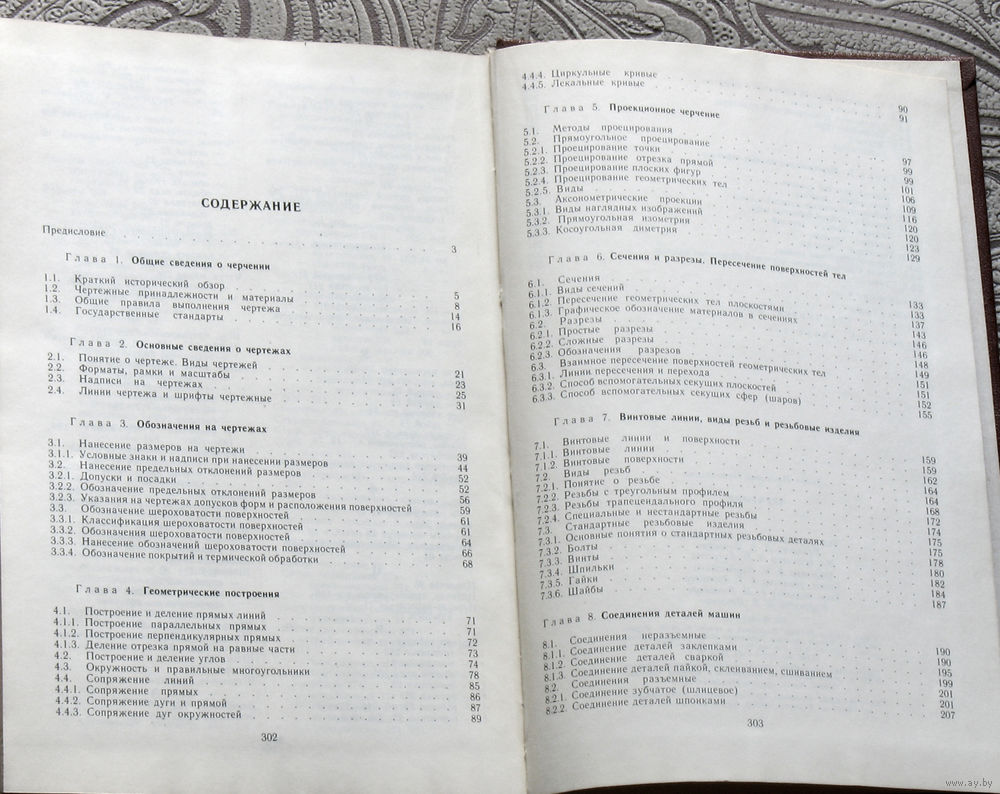 СОДЕРЖАНИЕ
Предисловие 3
Глава 1. Общие сведения о черчении
1.1. Краткий исторический обзор 5
1.2. Чертежные принадлежности и материалы 8
1.3. Общие правила выполнения чертежа 14
1.4. Государственные стандарты 16
Глава 2. Основные сведения о чертежах
2.1. Понятие о чертеже. Виды чертежей 21
2.2. Форматы, рамки и масштабы 23
2.3. Надписи на чертежах 25
2.4. Линии чертежа и шрифты чертежные 31
Глава 3. Обозначения на чертежах
3.1. Нанесение размеров на чертежи 39
3.1.1. Условные знаки и надписи при нанесении размеров 44
3.2. Нанесение предельных отклонений размеров 52
3.2.1. Допуски и посадки 52
3.2.2. Обозначение предельных отклонений размеров 56
3.2.3. Указания на чертежах допусков форм и расположения поверхностей 59
3.3. Обозначение шероховатости поверхностей 61
3.3.1. Классификация шероховатости поверхностей 61
3.3.2. Обозначения шероховатости поверхностей 64
3.3.3. Нанесение обозначений шероховатости поверхностей 66
3.3.4. Обозначение покрытий и термической обработки 68
Глава 4. Геометрические построения
4.1. Построение и деление прямых линий 71
4.1.1. Построение параллельных прямых 71
4.1.2. Построение перпендикулярных прямых 72
4.1.3. Деление отрезка прямой на равные части 73
4.2. Построение и деление углов 74
4.3. Окружность и правильные многоугольники 78
4.4. Сопряжение линий 85
4.4.1. Сопряжение прямых 86
4.4.2. Сопряжение дуги и прямой 87
4.4.3. Сопряжение дуг окружностей 89
302
4.4.4. Циркульные кривые 90
4.4.5. Лекальные кривые 91
Глава 5. Проекционное черчение
5.1. Методы проецирования 97
5.2. Прямоугольное проецирование 99
5.2.1. Проецирование точки 99
5.2.2. Проецирование отрезка прямой 101
5.2.3. Проецирование плоских фигур 106
5.2.4. Проецирование геометрических тел 109
5.2.5. Виды 116
5.3. Аксонометрические проекции 120
5.3.1. Виды наглядных изображений 120
5.3.2. Прямоугольная изометрия 123
5.3.3. Косоугольная диметрия 129
Глава 6. Сечения и разрезы. Пересечение поверхностей тел
6.1. Сечения 133
6.1.1. Виды сечений 133
6.1.2. Пересечение геометрических тел плоскостями 137
6.1.3. Графическое обозначение материалов в сечениях 143
6.2. Разрезы 146
6.2.1. Простые разрезы 146
6.2.2. Сложные разрезы 148
6.2.3. Обозначения разрезов 149
6.3. Взаимное пересечение поверхностей геометрических тел 151
6.3.1. Линии пересечения и перехода 151
6.3.2. Способ вспомогательных секущих плоскостей 152
6.3.3. Способ вспомогательных секущих сфер (шаров) 155
Глава 7. Винтовые линии, виды резьб и резьбовые изделия
7.1. Винтовые линии и поверхности 159
7.1.1. Винтовые линии 159
7.1.2. Винтовые поверхности 162
7.2. Виды резьб 164
7.2.1. Понятие о резьбе 164
7.2.2. Резьбы с треугольным профилем 168
7.2.3. Резьбы трапецеидального профиля 172
7.2.4. Специальные и нестандартные резьбы 174
7.3. Стандартные резьбовые изделия 175
7.3.1. Основные понятия о стандартных резьбовых деталях 175
7.3.2. Болты 178
7.3.3. Винты 180
7.3.4. Шпильки 182
7.3.5. Гайки 184
7.3.6. Шайбы 187
Глава 8. Соединения деталей машин
8.1. Соединения неразъемные 190
8.1.1. Соединение деталей заклепками 190
8.1.2. Соединение деталей сваркой 195
8.1.3. Соединение деталей пайкой, склеиванием, сшиванием 199
8.2. Соединения разъемные 201
8.2.1. Соединение зубчатое (шлицевое) 201
8.2.2. Соединение деталей шпонками 207
303
www.ay.by